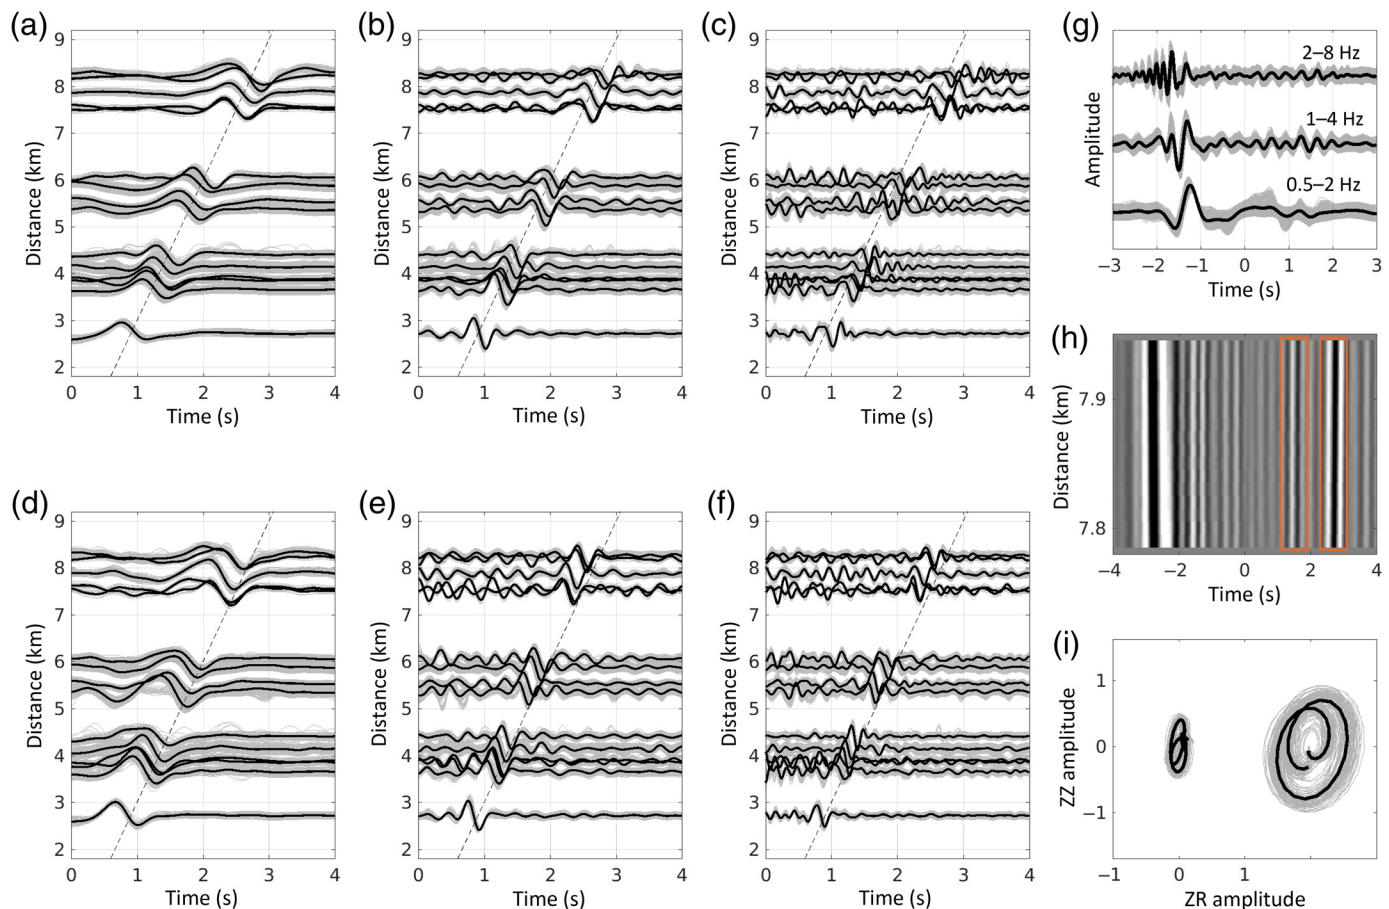 (a)
9
8
7
6
5
4
3
2
Distance (km)
0 1 2 3 4
Time (s)
(b)
9
8
7
6
5
4
3
2
Distance (km)
0 1 2 3 4
Time (s)
(c)
9
8
7
6
5
4
3
2
Distance (km)
0 1 2 3 4
Time (s)
(g)
2–8 Hz
1–4 Hz
0.5–2 Hz
Amplitude
−3 −2 −1 0 1 2 3
Time (s)
(h)
7.9
7.8
Distance (km)
−4 −2 0 2 4
Time (s)
(d)
9
8
7
6
5
4
3
2
Distance (km)
0 1 2 3 4
Time (s)
(e)
9
8
7
6
5
4
3
2
Distance (km)
0 1 2 3 4
Time (s)
(f)
9
8
7
6
5
4
3
2
Distance (km)
0 1 2 3 4
Time (s)
(i)
1
0
−1
ZZ amplitude
−1 0 1
ZR amplitude